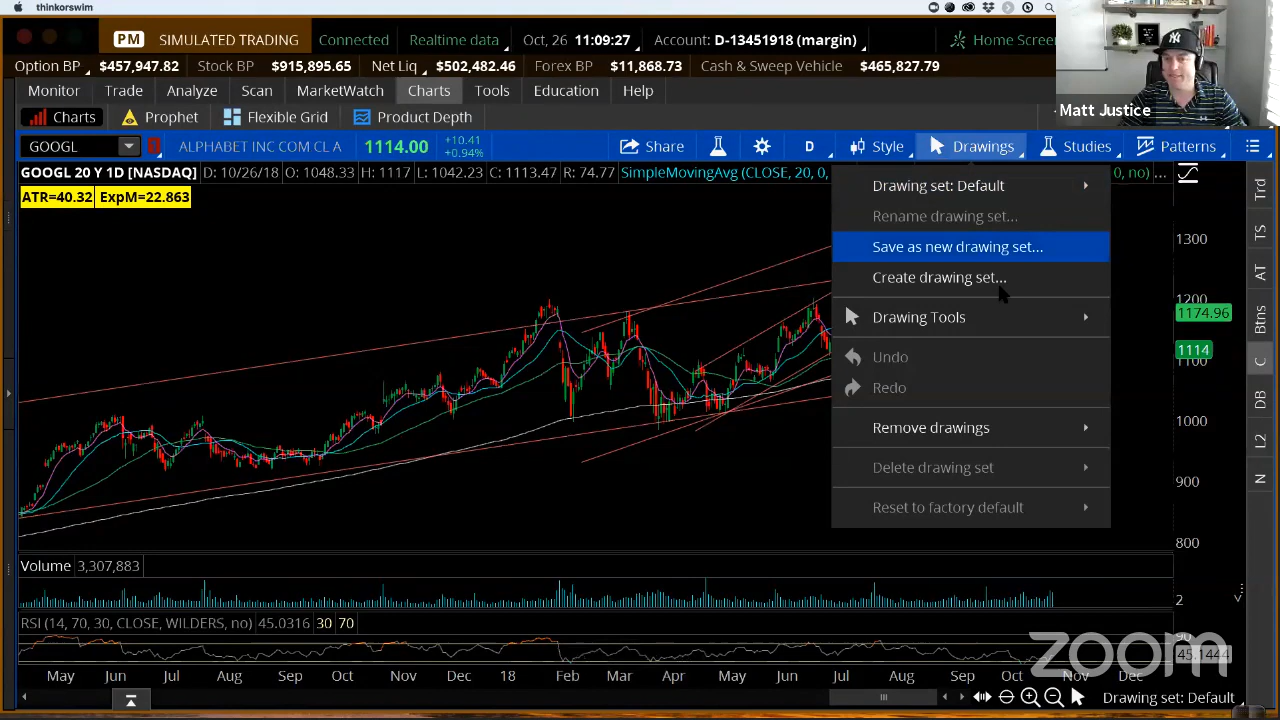 thinkorswim
PM SIMULATED TRADING Connected Realtime data Oct, 26 11:09:27 Account: D-13451918 (margin) Home Screen
Option BP $457,947.82 Stock BP $915,895.65 Net Liq $502,482.46 Forex BP $11,868.73 Cash & Sweep Vehicle $465,827.79
Monitor Trade Analyze Scan MarketWatch Charts Tools Education Help
Matt Justice
Charts Prophet Flexible Grid Product Depth
GOOGL ALPHABET INC COM CL A 1114.00 +10.41 +0.94% Share D Style Drawings Studies Patterns
GOOGL 20 Y 1D [NASDAQ] D: 10/26/18 O: 1048.33 H: 1117 L: 1042.23 C: 1113.47 R: 74.77 SimpleMovingAvg (CLOSE, 20, 0, 0, no) ...
ATR=40.32 ExpM=22.863
Drawing set: Default
Rename drawing set...
Save as new drawing set...
Create drawing set...
Drawing Tools
Undo
Redo
Remove drawings
Delete drawing set
Reset to factory default
1300
1200
1174.96
1114
1100
1000
900
800
Trd
TS
AT
Btns
C
DB
L2
N
Volume 3,307,883
2
RSI (14, 70, 30, CLOSE, WILDERS, no) 45.0316 30 70
90
45.1444
zoom
May Jun Jul Aug Sep Oct Nov Dec 18 Feb Mar Apr May Jun Jul Aug Sep Oct Nov Dec
Drawing set: Default